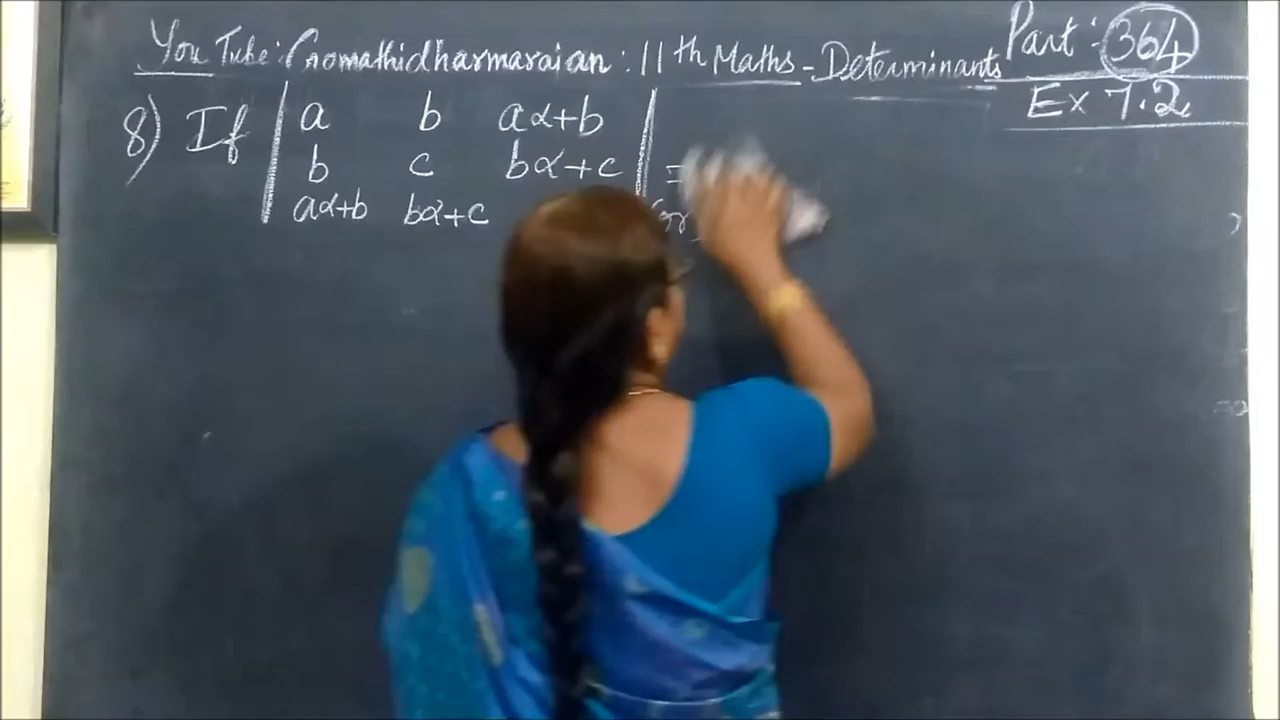 You Tube: Gomathidharmarajan : 11th Maths - Determinants Part : 364
Ex 7.2
8) If | a b aα+b |
b c bα+c =
aα+b bα+c